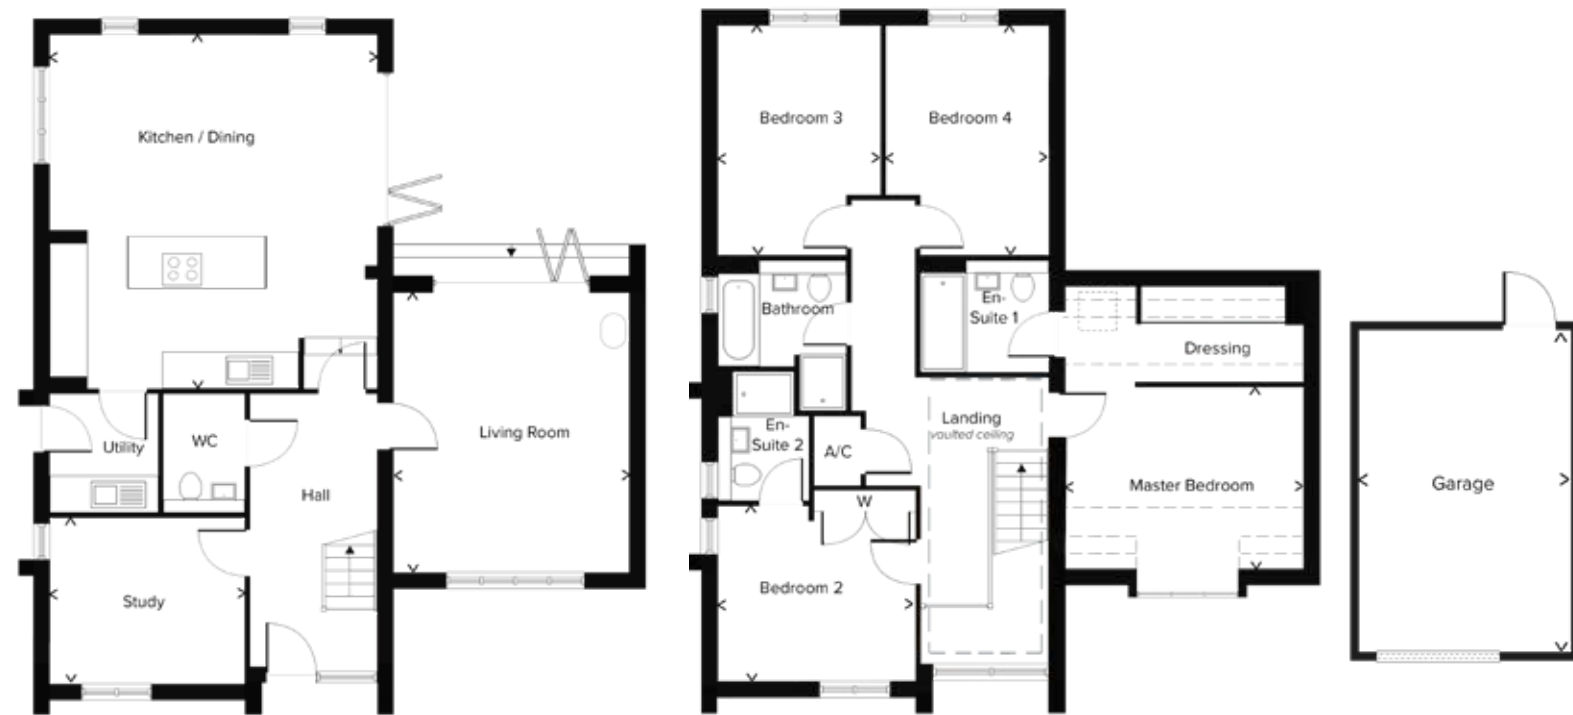 Kitchen / Dining
Utility
WC
Living Room
Hall
Study
Bedroom 3
Bedroom 4
Bathroom
En-
Suite 1
Dressing
En-
Suite 2
A/C
Landing
vaulted ceiling
W
Master Bedroom
Bedroom 2
Garage